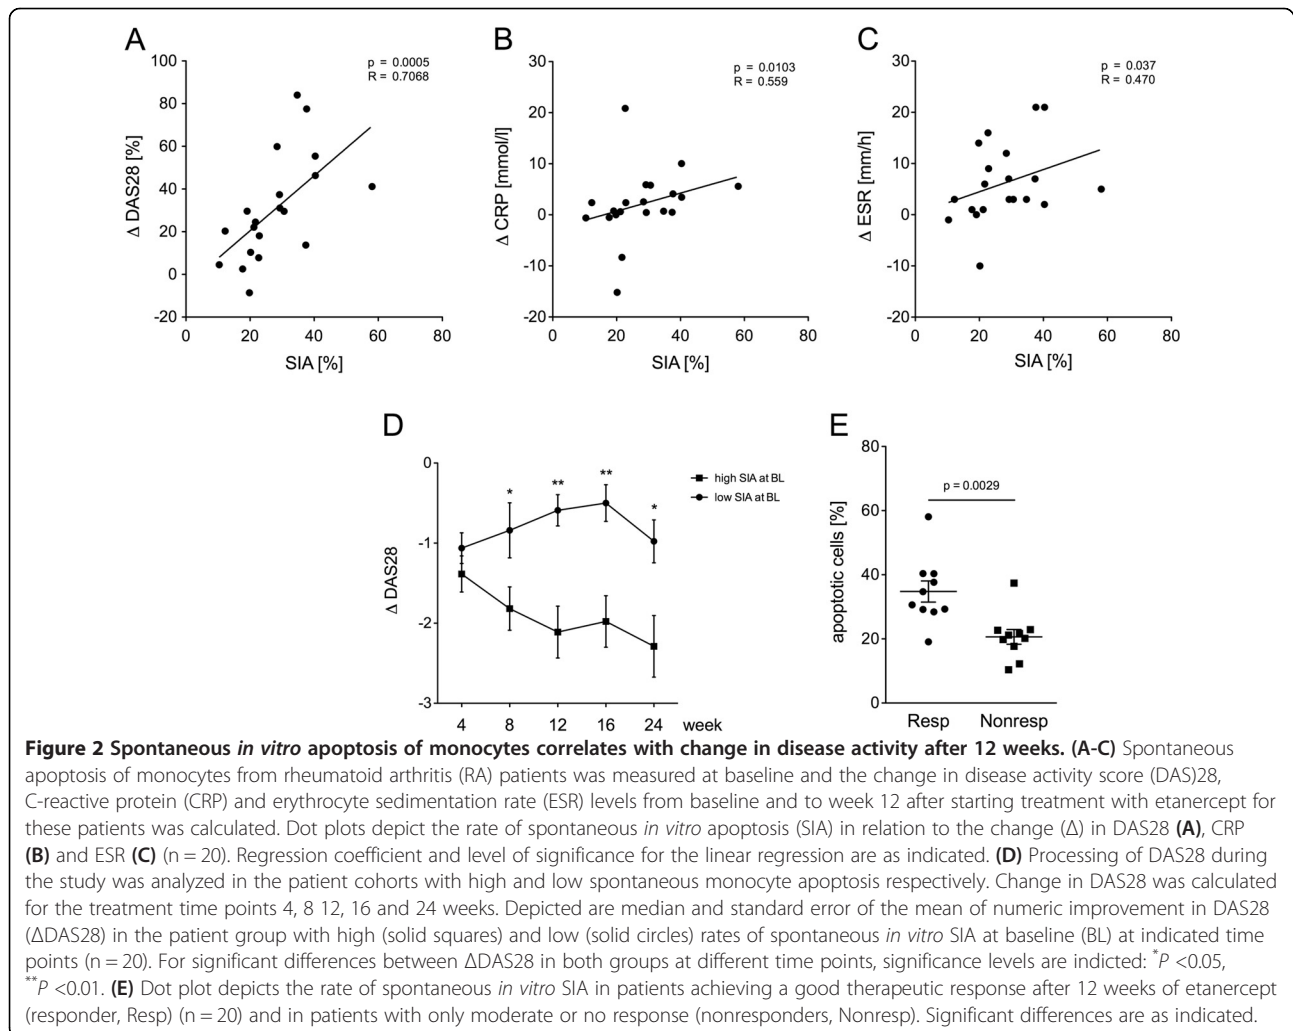 A
B
C
p = 0.0005
R = 0.7068
p = 0.0103
R = 0.559
p = 0.037
R = 0.470
Δ DAS28 [%]
100
80
60
40
20
0
-20
0 20 40 60 80
SIA [%]
Δ CRP [mmol/l]
30
20
10
0
-10
-20
0 20 40 60 80
SIA [%]
Δ ESR [mm/h]
30
20
10
0
-10
-20
0 20 40 60 80
SIA [%]
D
Δ DAS28
0
-1
-2
-3
* ** ** *
high SIA at BL
low SIA at BL
4 8 12 16 24 week
E
apoptotic cells [%]
80
60
40
20
0
p = 0.0029
Resp Nonresp
Figure 2 Spontaneous in vitro apoptosis of monocytes correlates with change in disease activity after 12 weeks. (A-C) Spontaneous
apoptosis of monocytes from rheumatoid arthritis (RA) patients was measured at baseline and the change in disease activity score (DAS)28,
C-reactive protein (CRP) and erythrocyte sedimentation rate (ESR) levels from baseline and to week 12 after starting treatment with etanercept for
these patients was calculated. Dot plots depict the rate of spontaneous in vitro apoptosis (SIA) in relation to the change (Δ) in DAS28 (A), CRP
(B) and ESR (C) (n = 20). Regression coefficient and level of significance for the linear regression are as indicated. (D) Processing of DAS28 during
the study was analyzed in the patient cohorts with high and low spontaneous monocyte apoptosis respectively. Change in DAS28 was calculated
for the treatment time points 4, 8 12, 16 and 24 weeks. Depicted are median and standard error of the mean of numeric improvement in DAS28
(ΔDAS28) in the patient group with high (solid squares) and low (solid circles) rates of spontaneous in vitro SIA at baseline (BL) at indicated time
points (n = 20). For significant differences between ΔDAS28 in both groups at different time points, significance levels are indicted: *P <0.05,
**P <0.01. (E) Dot plot depicts the rate of spontaneous in vitro SIA in patients achieving a good therapeutic response after 12 weeks of etanercept
(responder, Resp) (n = 20) and in patients with only moderate or no response (nonresponders, Nonresp). Significant differences are as indicated.